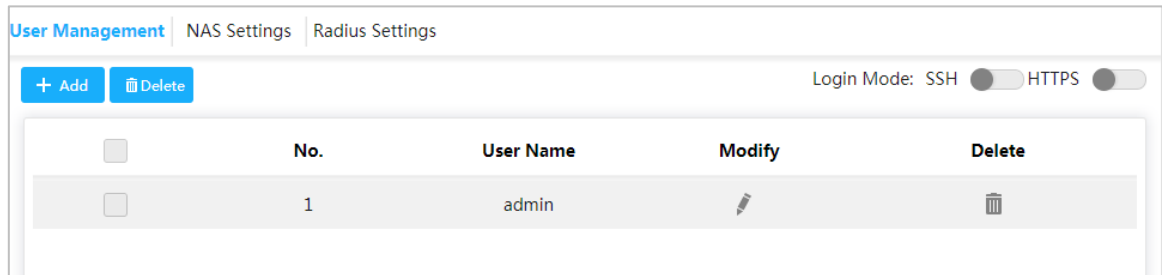 User Management NAS Settings Radius Settings
+ Add Delete Login Mode: SSH HTTPS
No. User Name Modify Delete
1 admin